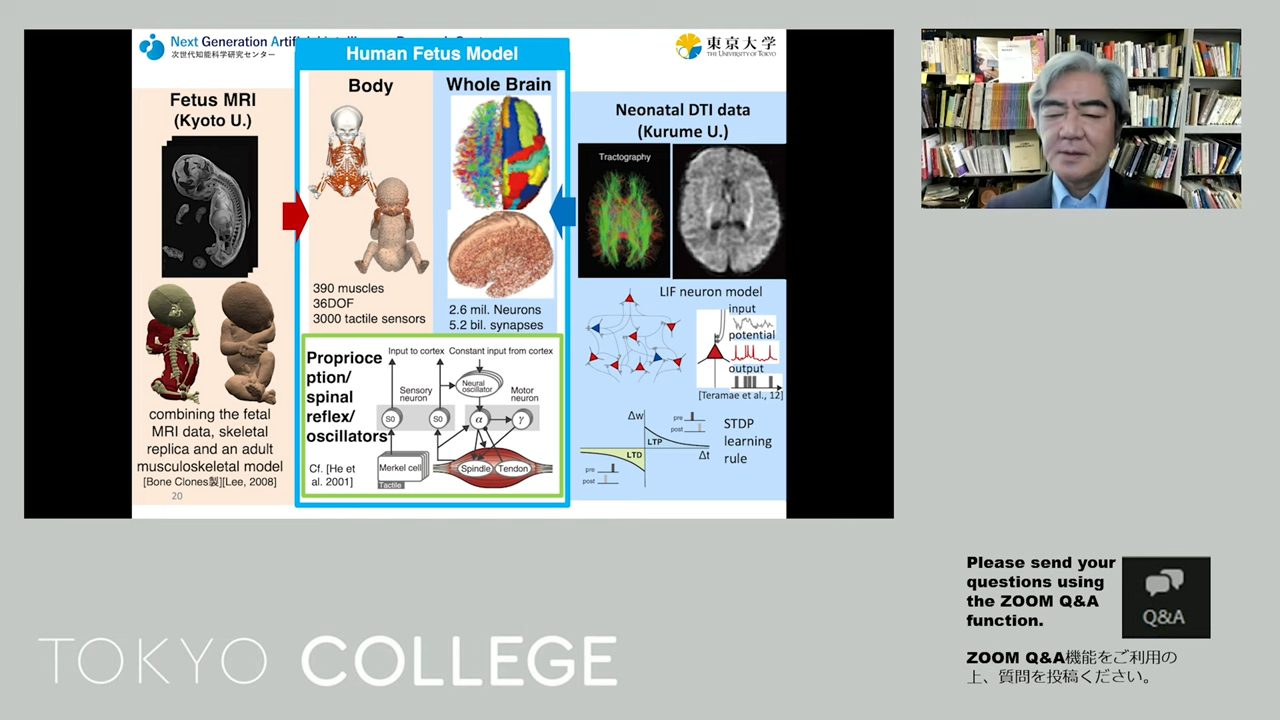 Next Generation Artifi
次世代知能科学研究センター
東京大学
THE UNIVERSITY OF TOKYO
Human Fetus Model
Fetus MRI
(Kyoto U.)
combining the fetal
MRI data, skeletal
replica and an adult
musculoskeletal model
[Bone Clones製][Lee, 2008]
20
Body
390 muscles
36DOF
3000 tactile sensors
Whole Brain
2.6 mil. Neurons
5.2 bil. synapses
Proprioce
ption/
spinal
reflex/
oscillators
Cf. [He et
al. 2001]
Input to cortex
Constant input from cortex
Neural
oscillator
Sensory
neuron
Motor
neuron
S0
S0
α
γ
Merkel cell
Tactile
Spindle
Tendon
Neonatal DTI data
(Kurume U.)
Tractography
LIF neuron model
input
potential
output
[Teramae et al., 12]
Δw
pre
post
LTP
Δt
LTD
pre
post
STDP
learning
rule
Please send your
questions using
the ZOOM Q&A
function.
Q&A
ZOOM Q&A機能をご利用の
上、質問を投稿ください。
TOKYO COLLEGE